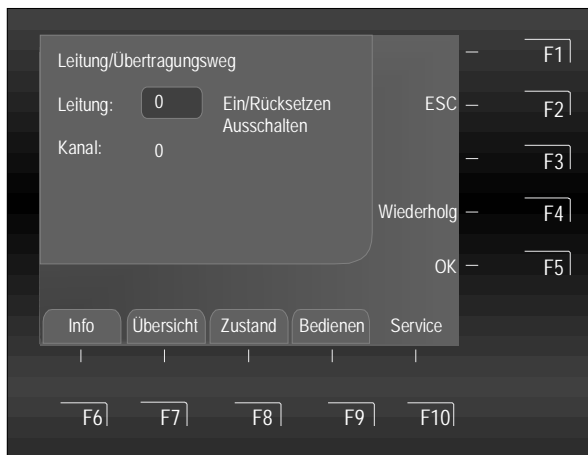 Leitung/Übertragungsweg
Leitung: 0 Ein/Rücksetzen
Ausschalten
Kanal: 0
F1
ESC F2
F3
Wiederholg F4
OK F5
Info Übersicht Zustand Bedienen Service
F6 F7 F8 F9 F10